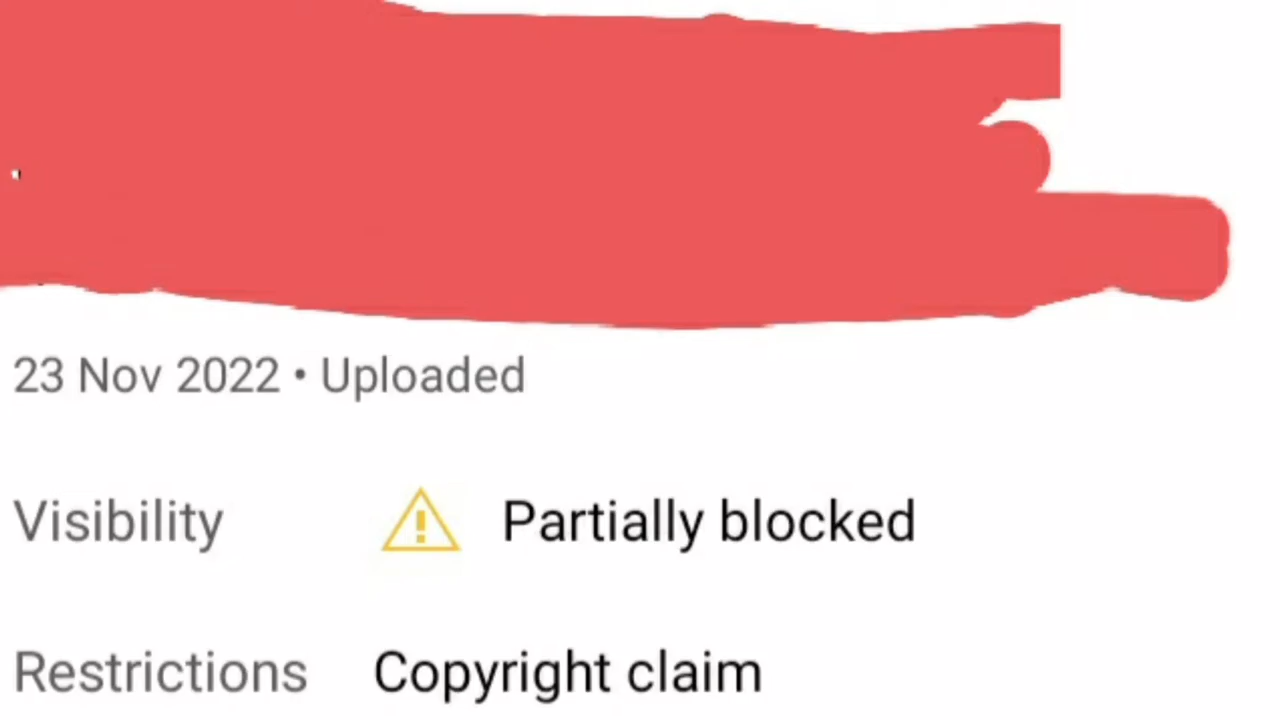 23 Nov 2022 • Uploaded
Visibility Partially blocked
Restrictions Copyright claim